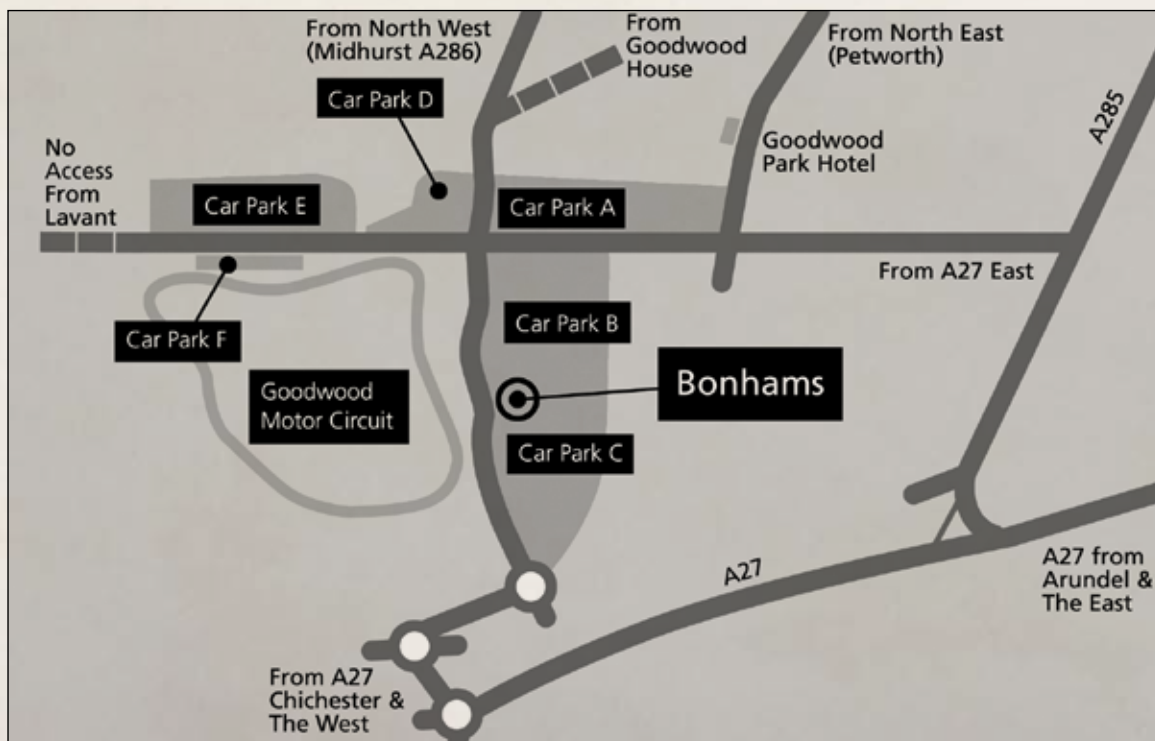 From North West
(Midhurst A286)
From
Goodwood
House
From North East
(Petworth)
Car Park D
A285
No
Access
From
Lavant
Goodwood
Park Hotel
Car Park E
Car Park A
From A27 East
Car Park B
Car Park F
Bonhams
Goodwood
Motor Circuit
Car Park C
A27
A27 from
Arundel &
The East
From A27
Chichester &
The West